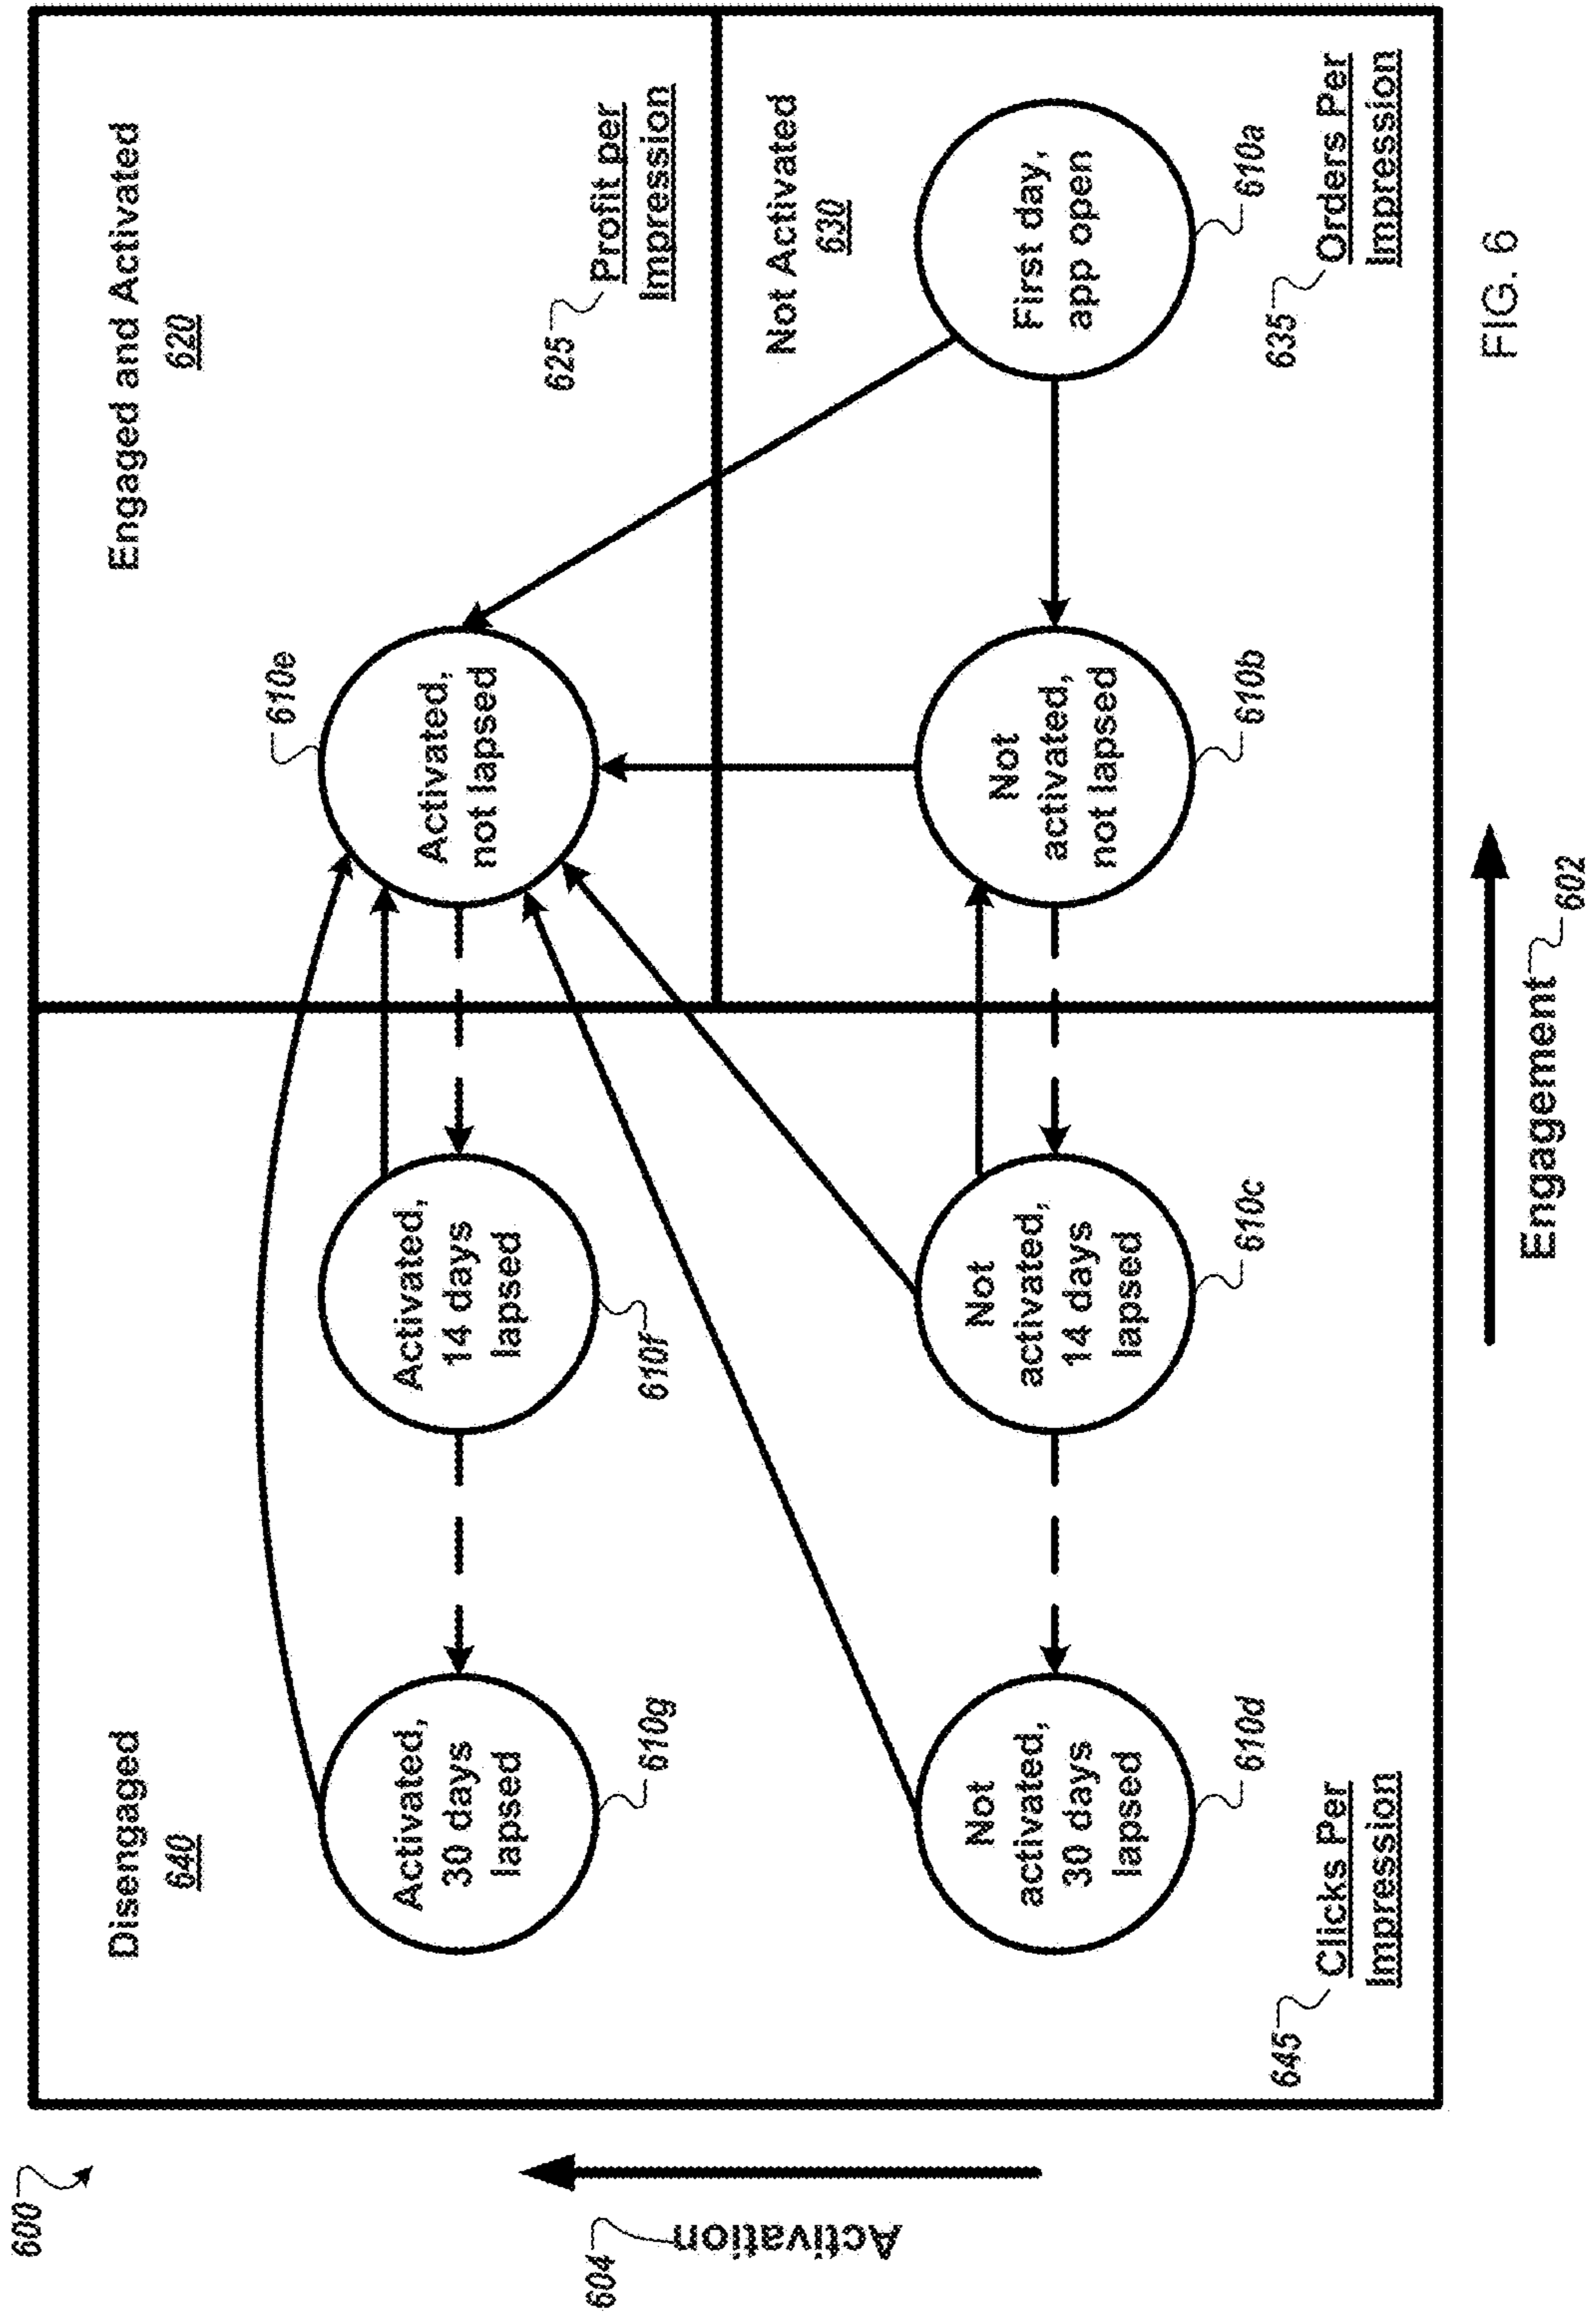 600
Disengaged
640
Engaged and Activated
620
610g
Activated,
30 days
lapsed
610f
Activated,
14 days
lapsed
610e
Activated,
not lapsed
625
Profit per
Impression
604
Activation
Not Activated
630
Not
activated,
30 days
lapsed
610d
Not
activated,
14 days
lapsed
610c
Not
activated,
not lapsed
610b
First day,
app open
610a
645
Clicks Per
Impression
635
Orders Per
Impression
Engagement
602
FIG. 6